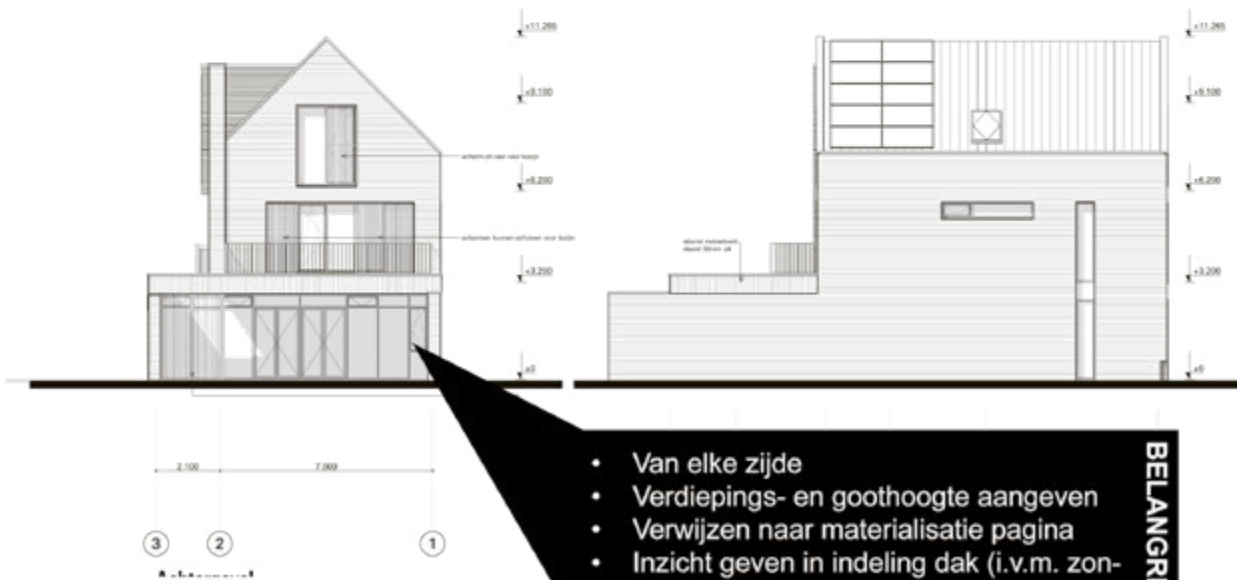 +11.265
+9.100
+6.200
+3.200
±0
+11.265
+9.100
+6.200
+3.200
±0
2.100
3
2
1
• Van elke zijde
• Verdiepings- en goothoogte aangeven
• Verwijzen naar materialisatie pagina
• Inzicht geven in indeling dak (i.v.m. zon-
BELANGR